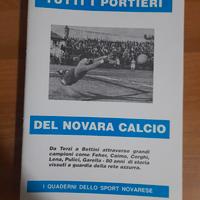 TUTTI I PORTIERI
DEL NOVARA CALCIO
Da Terzi a Bettini attraverso grandi
campioni come Feher, Caimo, Corghi,
Lena, Pulici, Garella - 80 anni di storia
vissuti a guardia della rete azzurra.
I QUADERNI DELLO SPORT NOVARESE